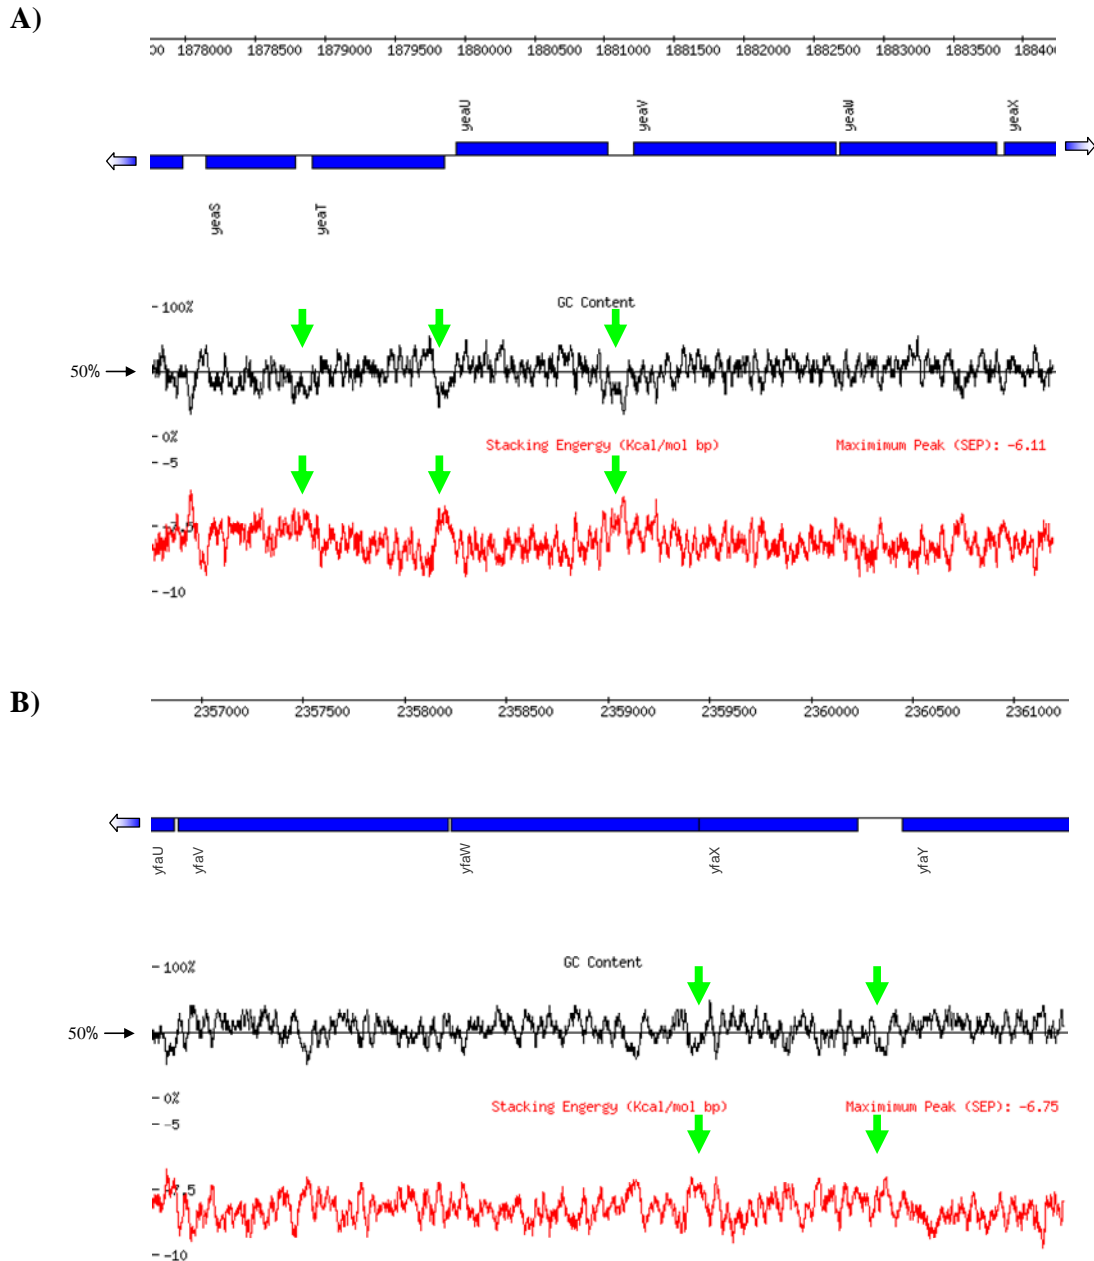 A)
00 1878000 1878500 1879000 1879500 1880000 1880500 1881000 1881500 1882000 1882500 1883000 1883500 188400
yeaU yeaV yeaW yeaX
yeaS yeaT
100% GC Content
50%
0% Stacking Engergy (Kcal/mol bp) Maximimum Peak (SEP): -6.11
-5
-7.5
-10
B)
2357000 2357500 2358000 2358500 2359000 2359500 2360000 2360500 2361000
yfaU yfaV yfaW yfaX yfaY
100% GC Content
50%
0% Stacking Engergy (Kcal/mol bp) Maximimum Peak (SEP): -6.75
-5
-7.5
-10